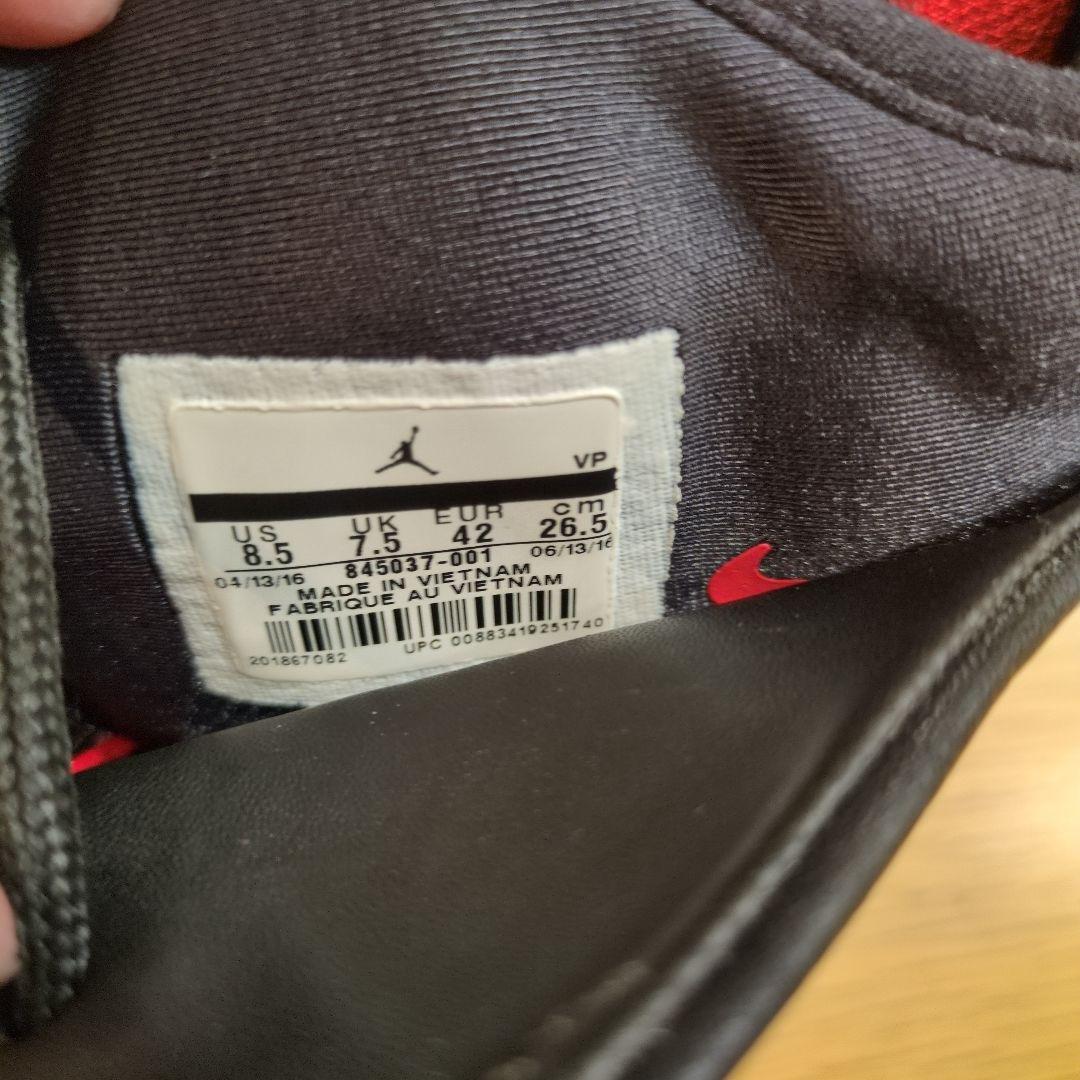 VP
US UK EUR cm
8.5 7.5 42 26.5
04/13/16 845037-001 06/13/16
MADE IN VIETNAM
FABRIQUE AU VIETNAM
201867082 UPC 00883419251740